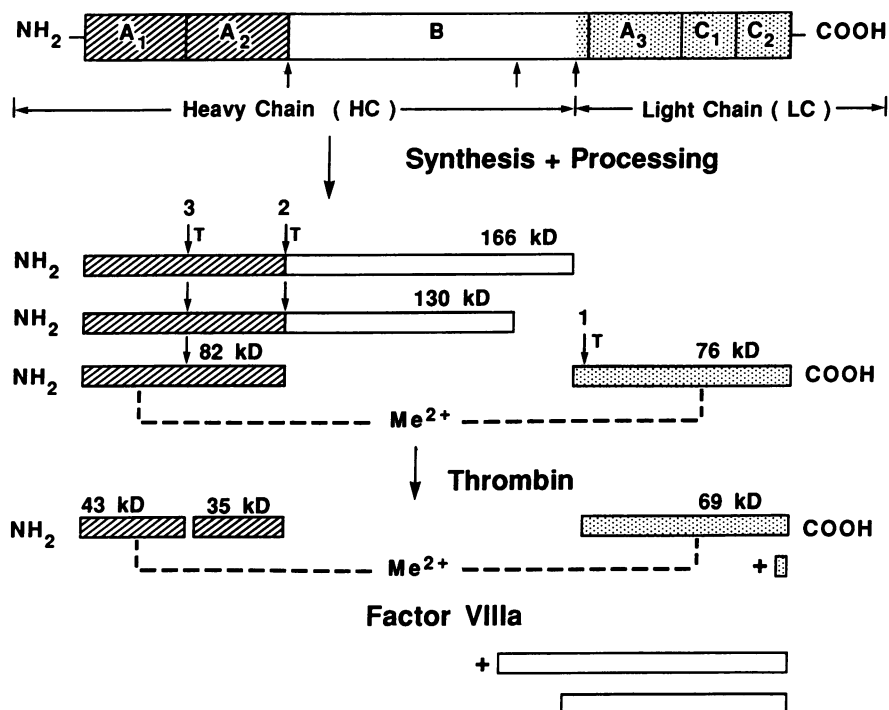 NH2 A1 A2 B A3 C1 C2 COOH
Heavy Chain ( HC ) Light Chain ( LC )
Synthesis + Processing
3 2
T T
166 kD
NH2
130 kD
NH2
1
T
82 kD 76 kD
NH2 COOH
Me2+
Thrombin
43 kD 35 kD 69 kD
NH2 COOH
Me2+ +
Factor VIIIa
+